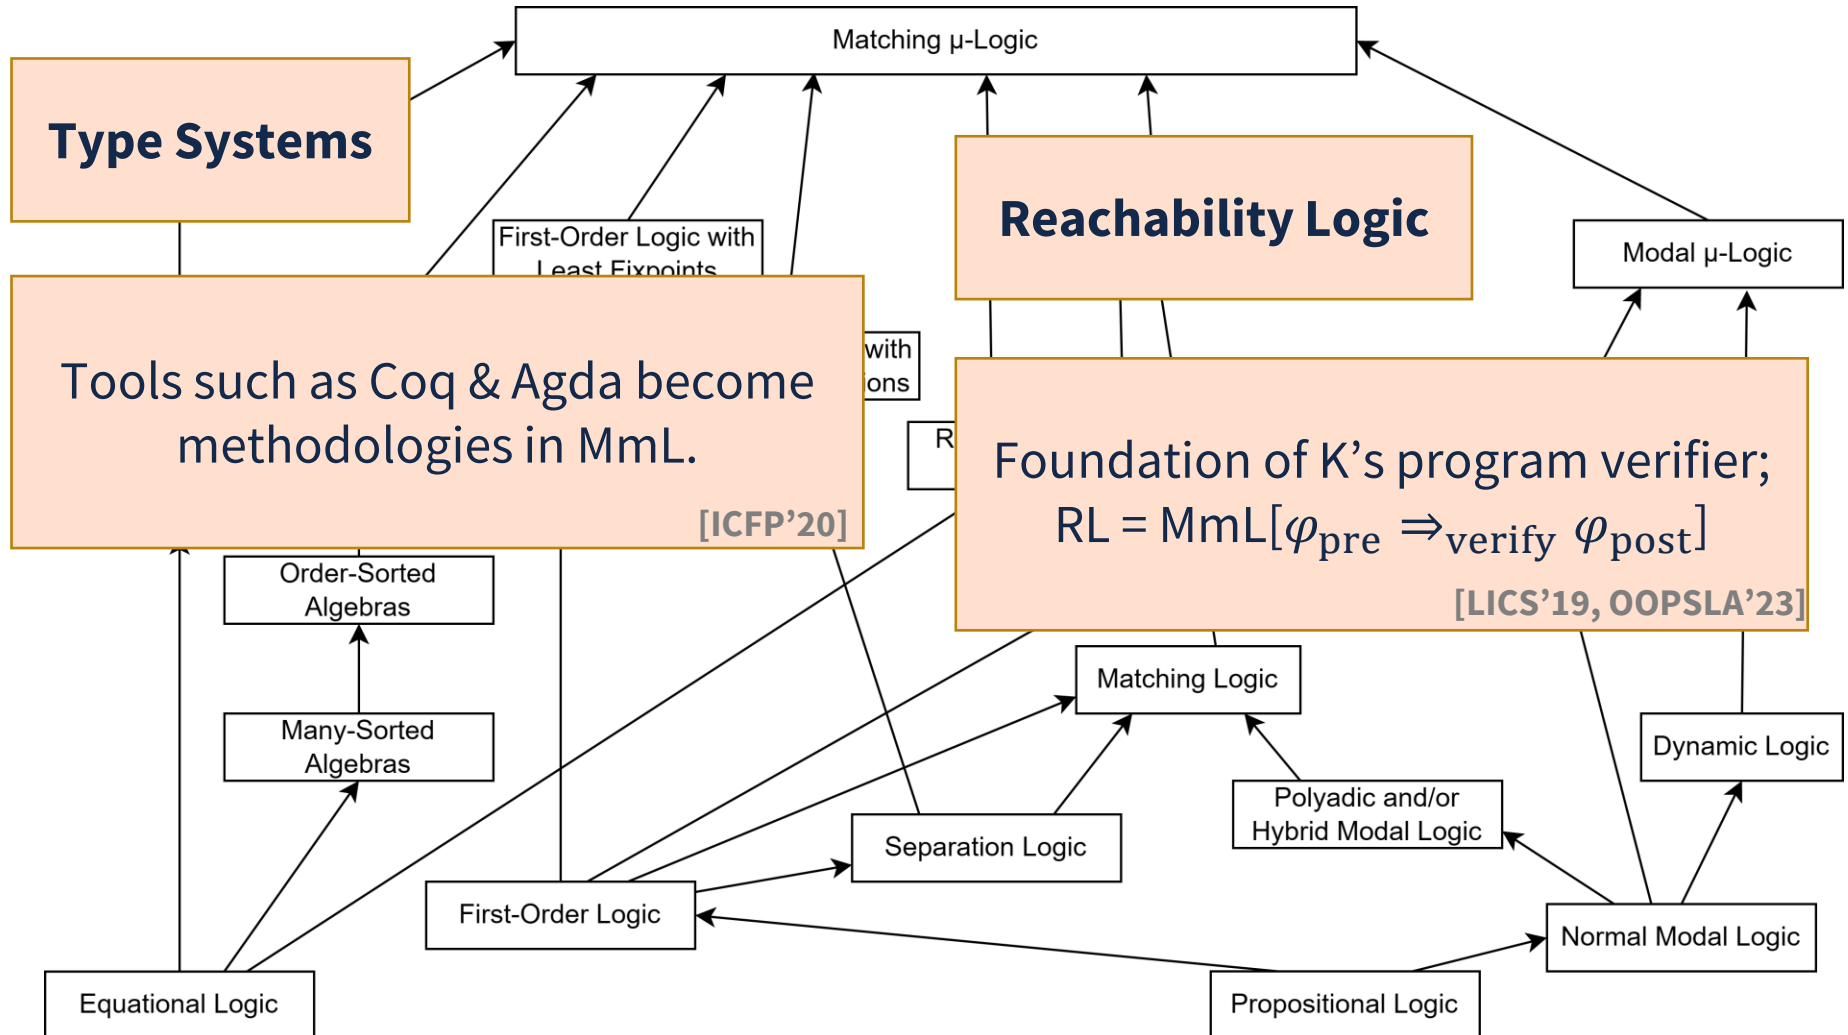 Matching μ-Logic
Type Systems
Reachability Logic
First-Order Logic with
Least Fixpoints
Modal μ-Logic
with
ions
Tools such as Coq & Agda become
methodologies in MmL.
[ICFP’20]
R
Foundation of K’s program verifier;
RL = MmL[φpre ⇒verify φpost]
[LICS’19, OOPSLA’23]
Order-Sorted
Algebras
Matching Logic
Many-Sorted
Algebras
Dynamic Logic
Polyadic and/or
Hybrid Modal Logic
Separation Logic
First-Order Logic
Normal Modal Logic
Equational Logic
Propositional Logic